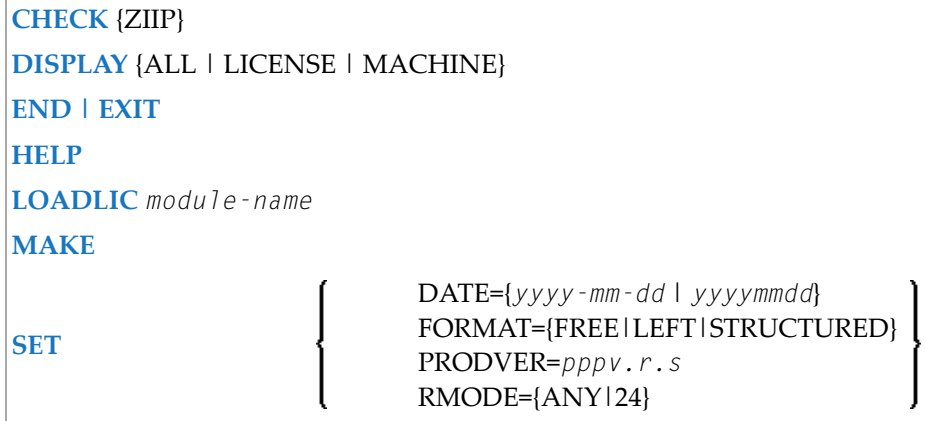 CHECK {ZIIP}
DISPLAY {ALL | LICENSE | MACHINE}
END | EXIT
HELP
LOADLIC module-name
MAKE
SET
DATE={yyyy-mm-dd | yyyymmdd}
FORMAT={FREE|LEFT|STRUCTURED}
PRODVER=pppv.r.s
RMODE={ANY|24}